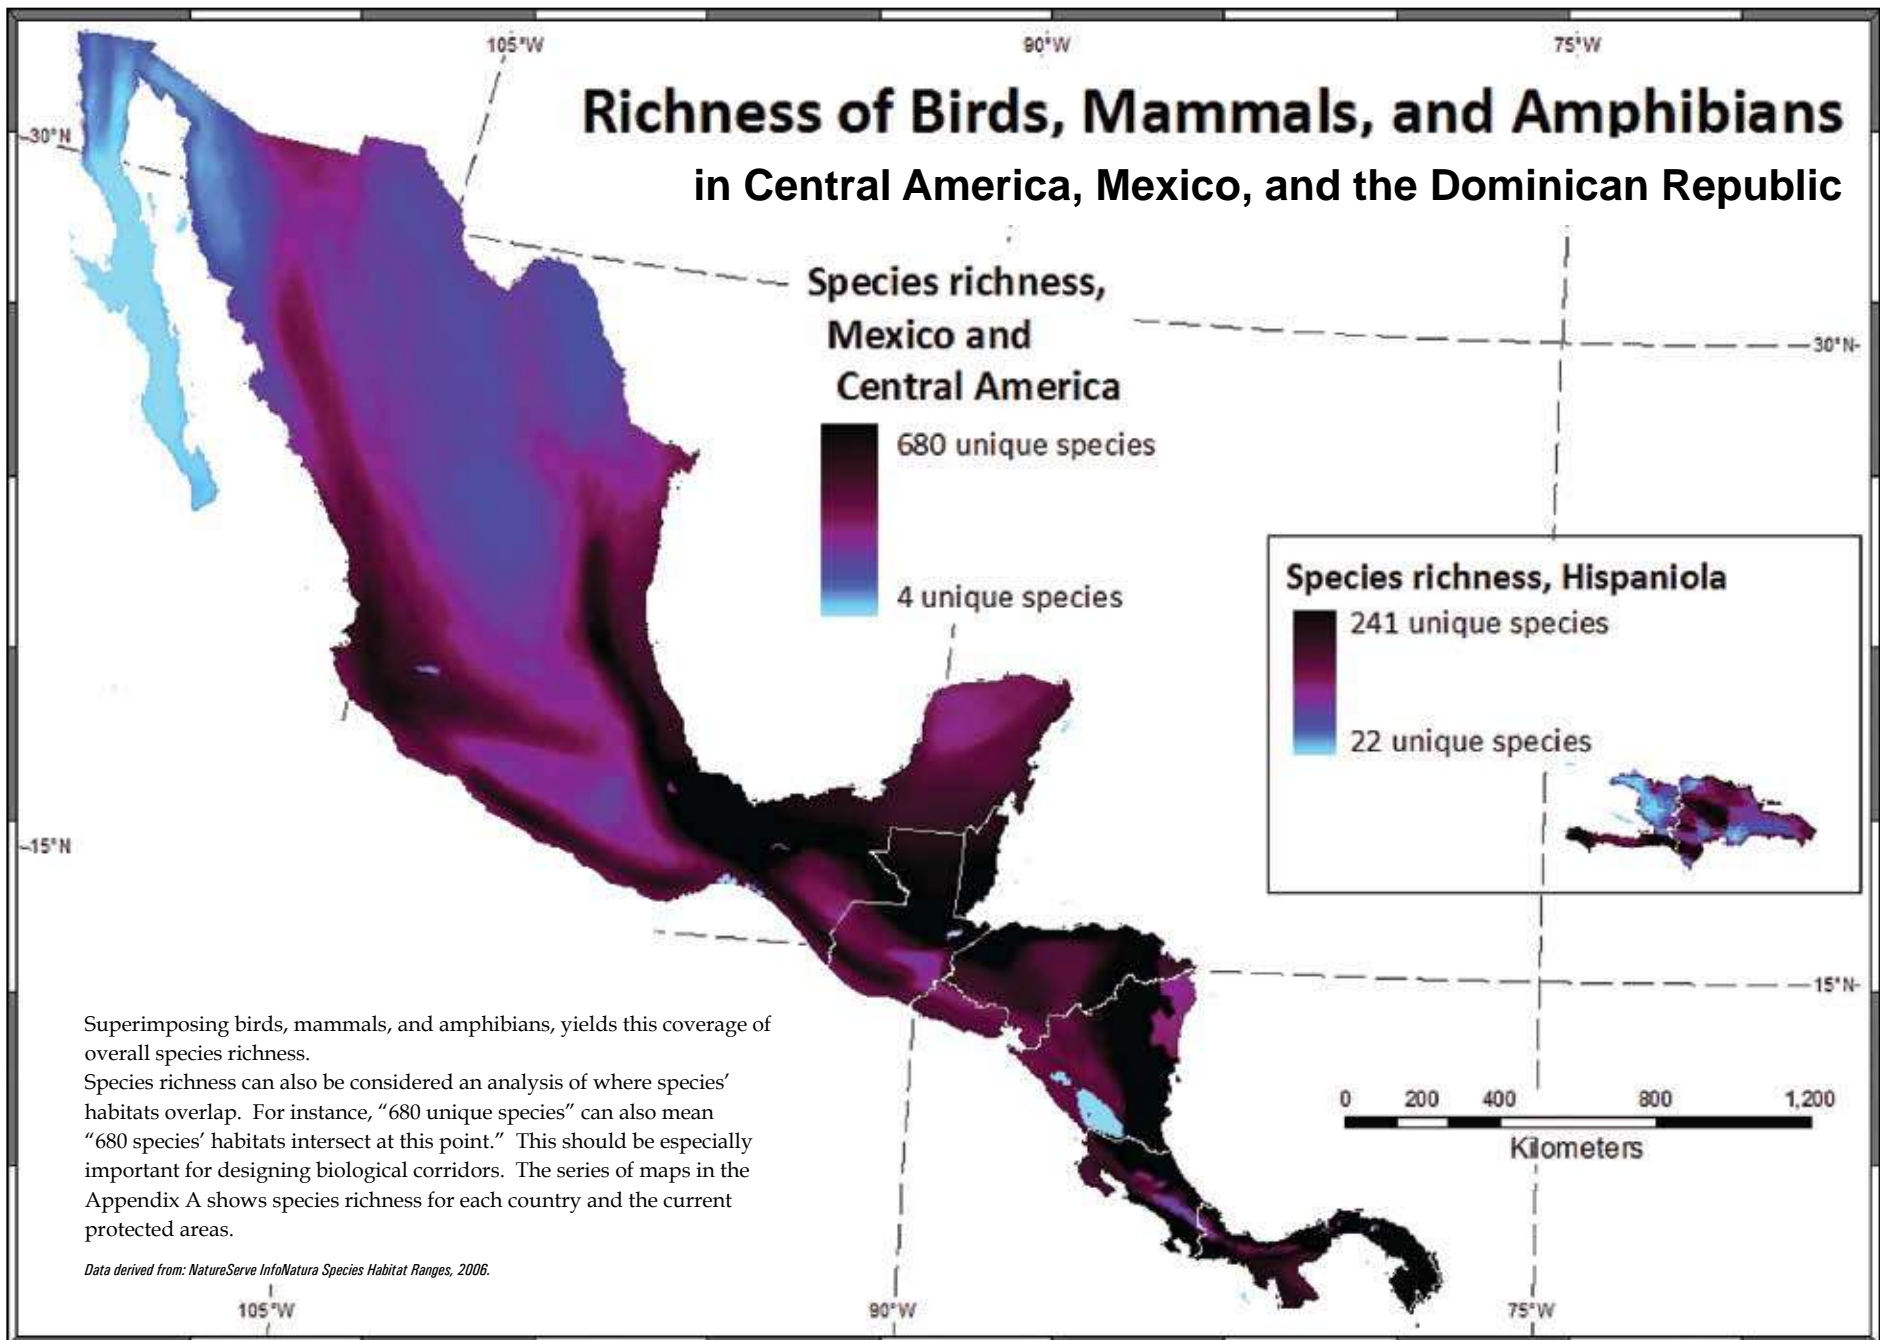 105°W
90°W
75°W
Richness of Birds, Mammals, and Amphibians
in Central America, Mexico, and the Dominican Republic
30°N
Species richness,
Mexico and
Central America
680 unique species
4 unique species
30°N
Species richness, Hispaniola
241 unique species
22 unique species
15°N
15°N
Superimposing birds, mammals, and amphibians, yields this coverage of
overall species richness.
Species richness can also be considered an analysis of where species’
habitats overlap. For instance, “680 unique species” can also mean
“680 species’ habitats intersect at this point.” This should be especially
important for designing biological corridors. The series of maps in the
Appendix A shows species richness for each country and the current
protected areas.
Data derived from: NatureServe InfoNatura Species Habitat Ranges, 2006.
0 200 400 800 1,200
Kilometers
105°W
90°W
75°W